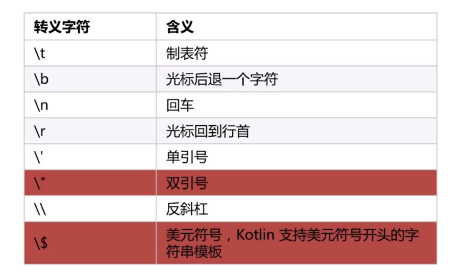 转义字符 含义
\t 制表符
\b 光标后退一个字符
\n 回车
\r 光标回到行首
\' 单引号
\" 双引号
\\ 反斜杠
\$ 美元符号，Kotlin 支持美元符号开头的字
符串模板